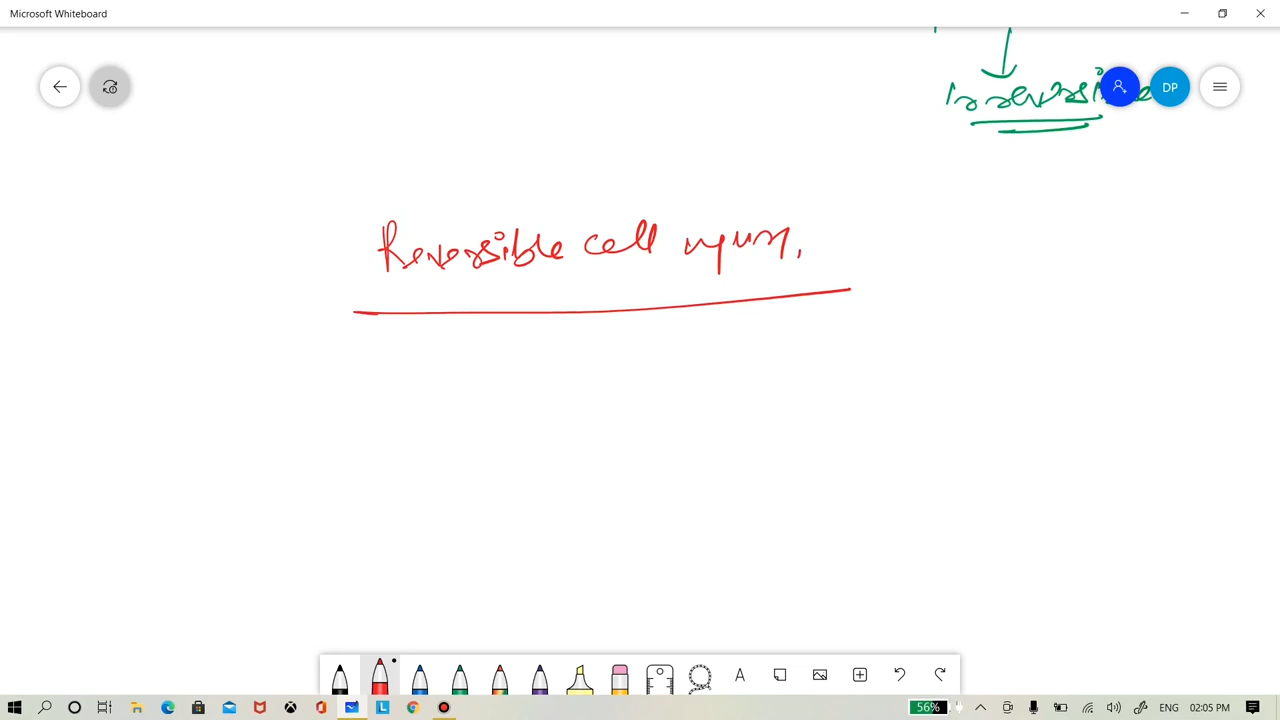 Microsoft Whiteboard
Irreversible
DP
Reversible cell injury
A
56%
ENG
02:05 PM